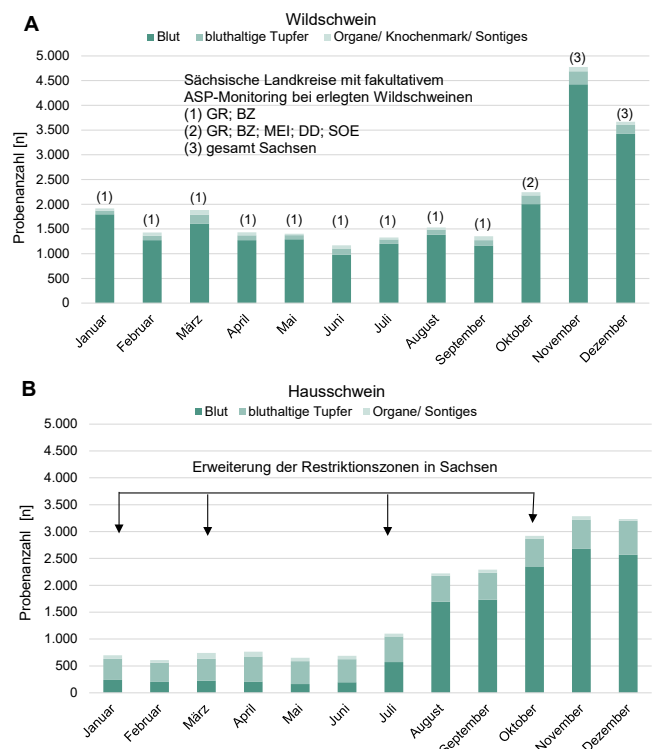 A
Wildschwein
Blut bluthaltige Tupfer Organe/ Knochenmark/ Sontiges
Probenanzahl [n]
5.000
4.500
4.000
3.500
3.000
2.500
2.000
1.500
1.000
500
0
Sächsische Landkreise mit fakultativem
ASP-Monitoring bei erlegten Wildschweinen
(1) GR; BZ
(2) GR; BZ; MEI; DD; SOE
(3) gesamt Sachsen
(1) (1) (1) (1) (1) (1) (1) (1) (1) (2) (3) (3)
Januar Februar März April Mai Juni Juli August September Oktober November Dezember
B
Hausschwein
Blut bluthaltige Tupfer Organe/ Sontiges
Probenanzahl [n]
5.000
4.500
4.000
3.500
3.000
2.500
2.000
1.500
1.000
500
0
Erweiterung der Restriktionszonen in Sachsen
Januar Februar März April Mai Juni Juli August September Oktober November Dezember